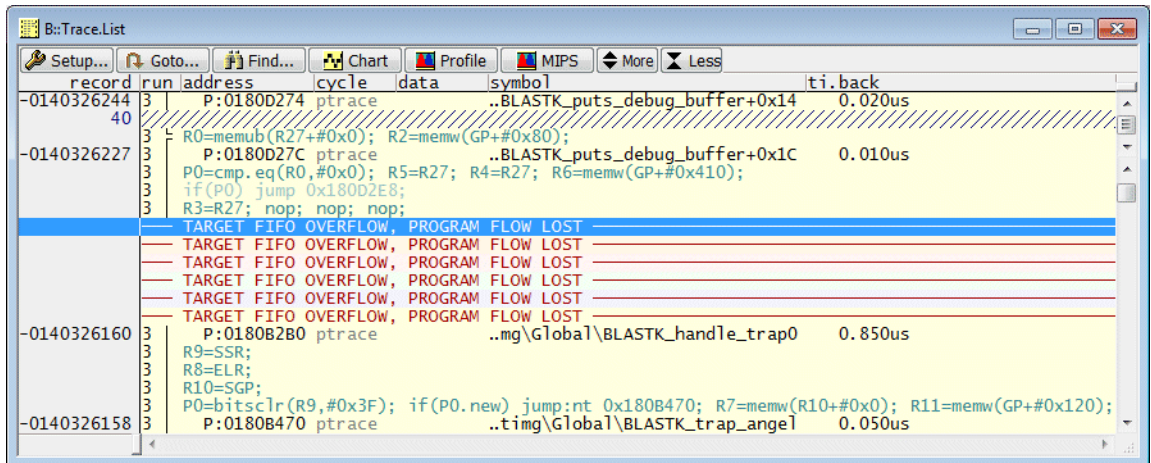 B::Trace.List
Setup... Goto... Find... Chart Profile MIPS More Less
record run address cycle data symbol ti.back
-0140326244 3 P:0180D274 ptrace ..BLASTK_puts_debug_buffer+0x14 0.020us
40
3 R0=memub(R27+#0x0); R2=memw(GP+#0x80);
-0140326227 3 P:0180D27C ptrace ..BLASTK_puts_debug_buffer+0x1C 0.010us
3 P0=cmp.eq(R0,#0x0); R5=R27; R4=R27; R6=memw(GP+#0x410);
3 if(P0) jump 0x180D2E8;
3 R3=R27; nop; nop; nop;
TARGET FIFO OVERFLOW, PROGRAM FLOW LOST
TARGET FIFO OVERFLOW, PROGRAM FLOW LOST
TARGET FIFO OVERFLOW, PROGRAM FLOW LOST
TARGET FIFO OVERFLOW, PROGRAM FLOW LOST
TARGET FIFO OVERFLOW, PROGRAM FLOW LOST
TARGET FIFO OVERFLOW, PROGRAM FLOW LOST
-0140326160 3 P:0180B2B0 ptrace ..mg\Global\BLASTK_handle_trap0 0.850us
3 R9=SSR;
3 R8=ELR;
3 R10=SGP;
3 P0=bitsclr(R9,#0x3F); if(P0.new) jump:nt 0x180B470; R7=memw(R10+#0x0); R11=memw(GP+#0x120);
-0140326158 3 P:0180B470 ptrace ..timg\Global\BLASTK_trap_angel 0.050us